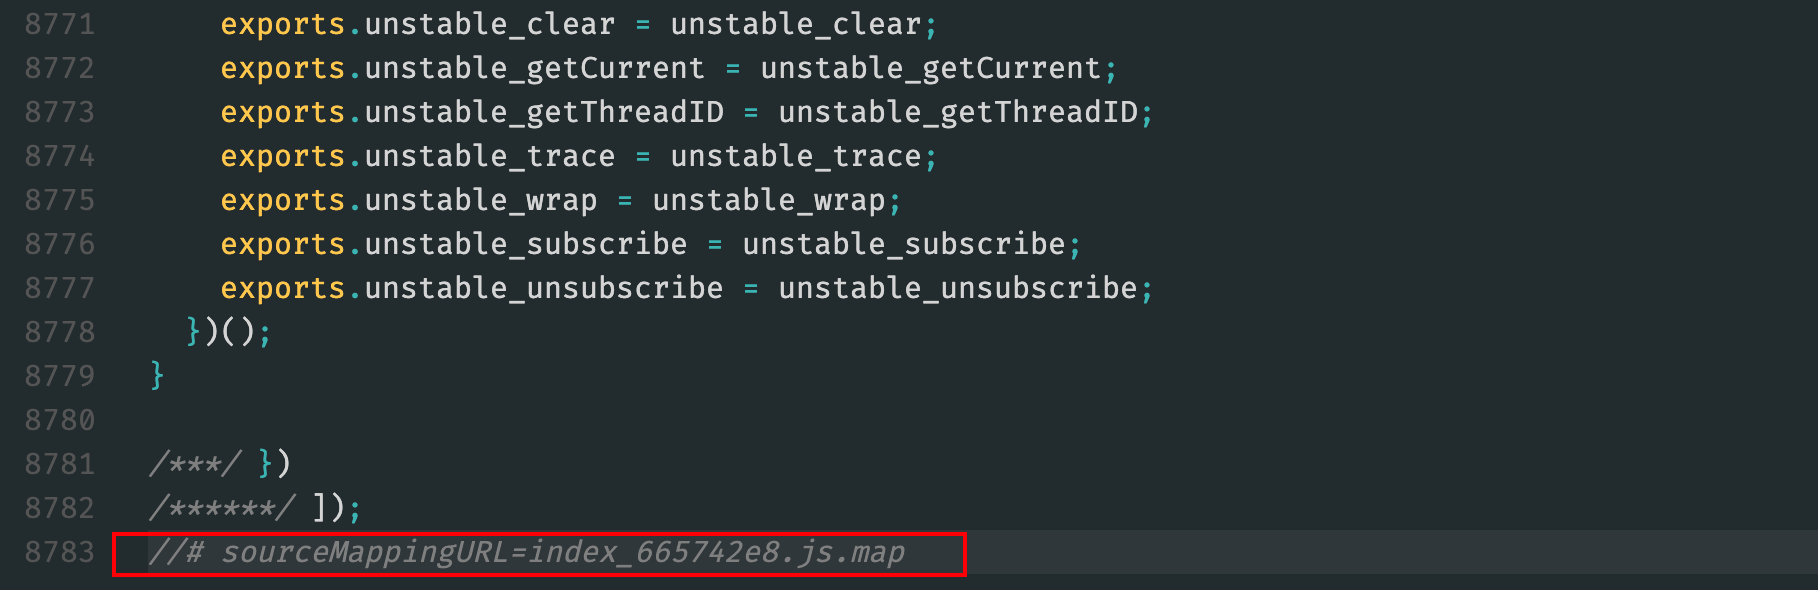 8771 exports.unstable_clear = unstable_clear;
8772 exports.unstable_getCurrent = unstable_getCurrent;
8773 exports.unstable_getThreadID = unstable_getThreadID;
8774 exports.unstable_trace = unstable_trace;
8775 exports.unstable_wrap = unstable_wrap;
8776 exports.unstable_subscribe = unstable_subscribe;
8777 exports.unstable_unsubscribe = unstable_unsubscribe;
8778 })();
8779 }
8780
8781 /***/ })
8782 /******/ ]);
8783 //# sourceMappingURL=index_665742e8.js.map